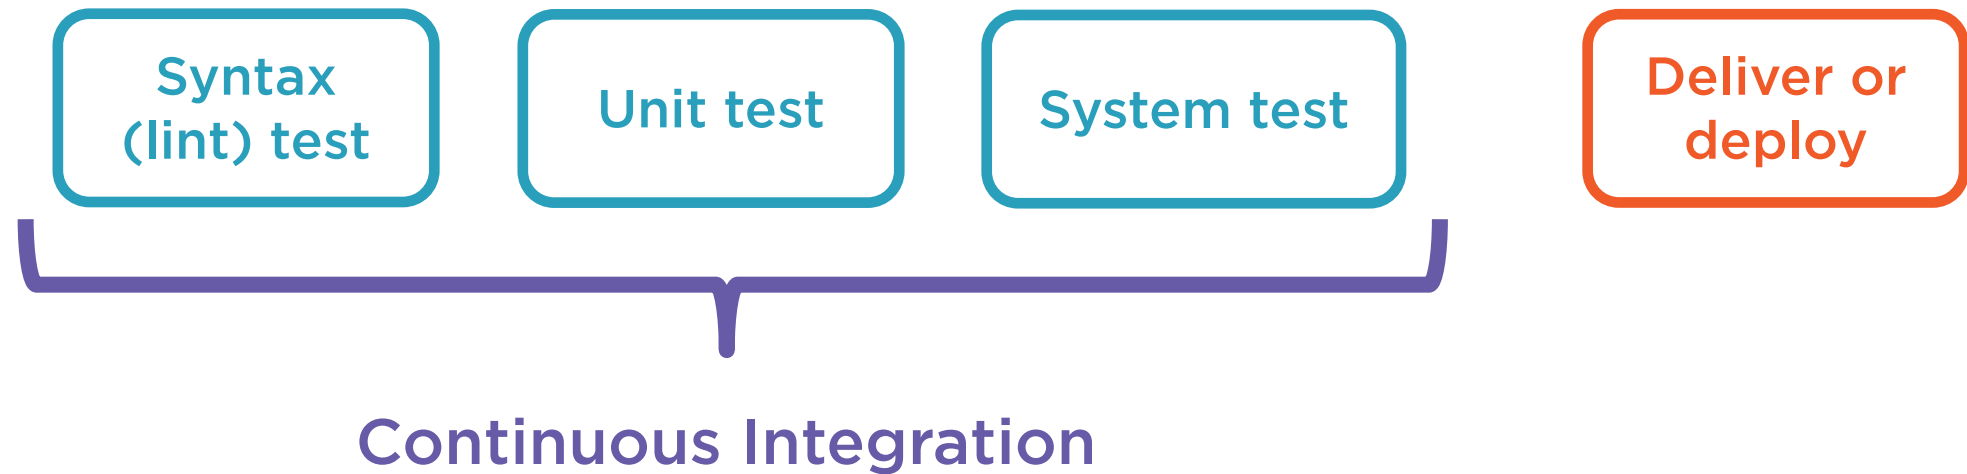 Syntax
(lint) test
Unit test
System test
Deliver or
deploy
Continuous Integration